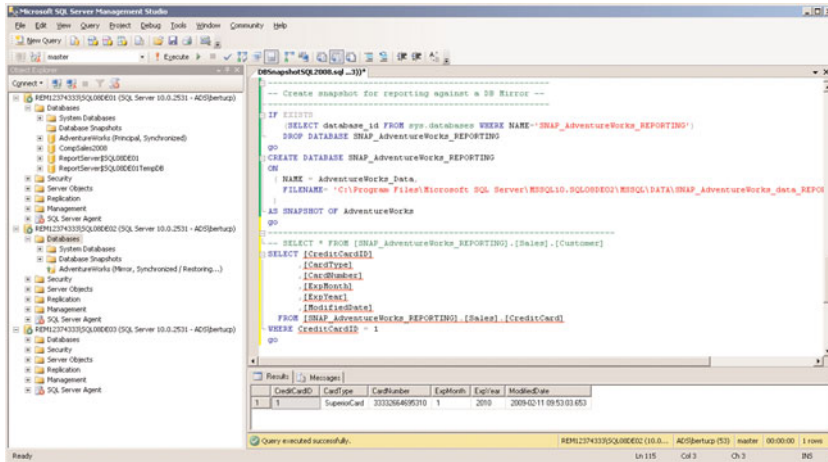 Microsoft SQL Server Management Studio
File Edit View Query Project Debug Tools Window Community Help
New Query
master Execute
Object Explorer
DBSnapshotSQL2008.sql ...3))*
Connect
REM12374333\SQL08DE01 (SQL Server 10.0.2531 - ADS\bertucp)
Databases
System Databases
Database Snapshots
AdventureWorks (Principal, Synchronized)
CompSales2008
ReportServer$SQL08DE01
ReportServer$SQL08DE01TempDB
Security
Server Objects
Replication
Management
SQL Server Agent
REM12374333\SQL08DE02 (SQL Server 10.0.2531 - ADS\bertucp)
Databases
System Databases
Database Snapshots
AdventureWorks (Mirror, Synchronized / Restoring...)
Security
Server Objects
Replication
Management
SQL Server Agent
REM12374333\SQL08DE03 (SQL Server 10.0.2531 - ADS\bertucp)
Databases
Security
Server Objects
Replication
Management
SQL Server Agent
-- Create snapshot for reporting against a DB Mirror --
IF EXISTS
(SELECT database_id FROM sys.databases WHERE NAME='SNAP_AdventureWorks_REPORTING')
DROP DATABASE SNAP_AdventureWorks_REPORTING
go
CREATE DATABASE SNAP_AdventureWorks_REPORTING
ON
( NAME = AdventureWorks_Data,
FILENAME= 'C:\Program Files\Microsoft SQL Server\MSSQL10.SQL08DE02\MSSQL\DATA\SNAP_AdventureWorks_data_REPO
)
AS SNAPSHOT OF AdventureWorks
go
-- SELECT * FROM [SNAP_AdventureWorks_REPORTING].[Sales].[Customer]
SELECT [CreditCardID]
,[CardType]
,[CardNumber]
,[ExpMonth]
,[ExpYear]
,[ModifiedDate]
FROM [SNAP_AdventureWorks_REPORTING].[Sales].[CreditCard]
WHERE CreditCardID = 1
go
Results Messages
CreditCardID CardType CardNumber ExpMonth ExpYear ModifiedDate
1 1 SuperiorCard 33332664695310 1 2010 2009-02-11 09:53:03.653
Query executed successfully. REM12374333\SQL08DE02 (10.0... ADS\bertucp (53) master 00:00:00 1 rows
Ready Ln 115 Col 3 Ch 3 INS